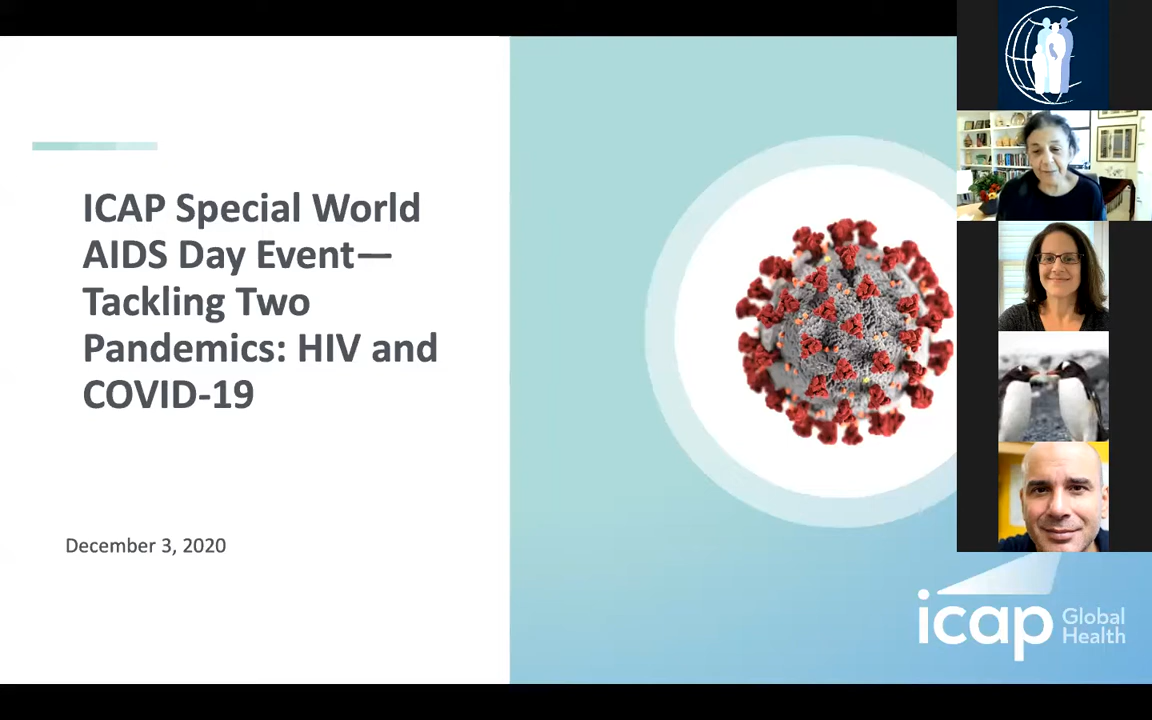 ICAP Special World
AIDS Day Event—
Tackling Two
Pandemics: HIV and
COVID-19
December 3, 2020
icap Global
Health